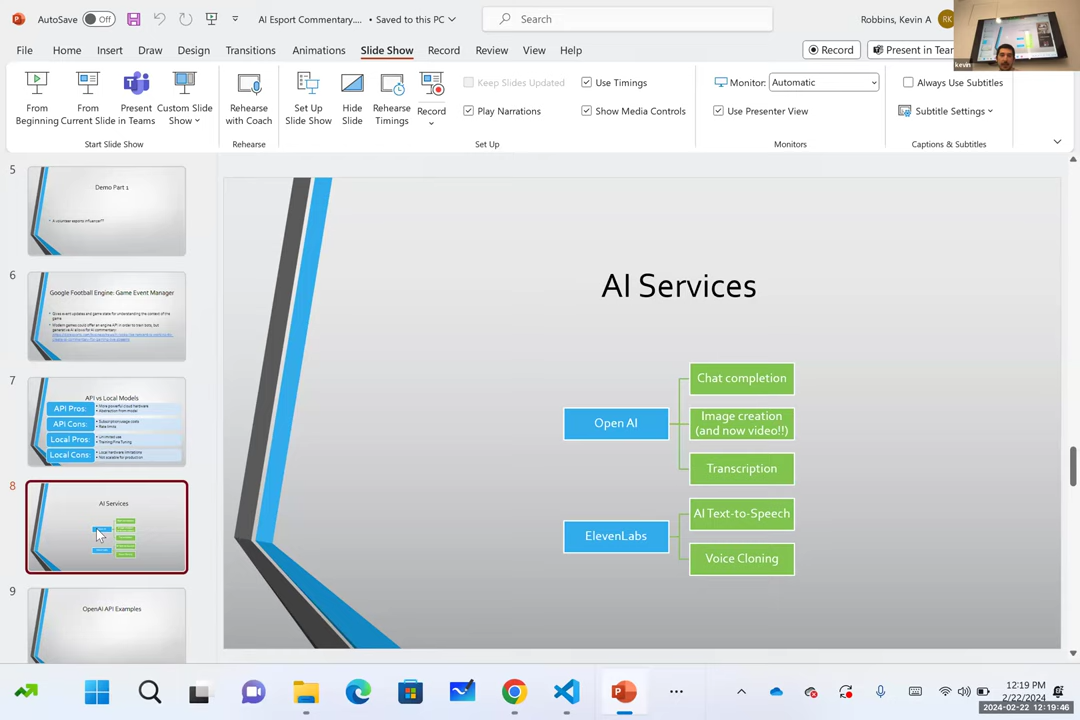 AutoSave
Off
AI Esport Commentary.... • Saved to this PC
Search
Robbins, Kevin A
RK
File
Home
Insert
Draw
Design
Transitions
Animations
Slide Show
Record
Review
View
Help
Record
Present in Team
kevin
From Beginning
From Current Slide
Present in Teams
Custom Slide Show
Start Slide Show
Rehearse with Coach
Rehearse
Set Up Slide Show
Hide Slide
Rehearse Timings
Record
Keep Slides Updated
Play Narrations
Use Timings
Show Media Controls
Set Up
Monitor:
Automatic
Use Presenter View
Monitors
Always Use Subtitles
Subtitle Settings
Captions & Subtitles
5
Demo Part 1
6
Google Football Engine: Game Event Manager
7
API vs Local Models
API Pros:
API Cons:
Local Pros:
Local Cons:
8
AI Services
9
OpenAI API Examples
AI Services
Open AI
Chat completion
Image creation
(and now video!!)
Transcription
ElevenLabs
AI Text-to-Speech
Voice Cloning
12:19 PM
2/22/2024
2024-02-22 12:19:46